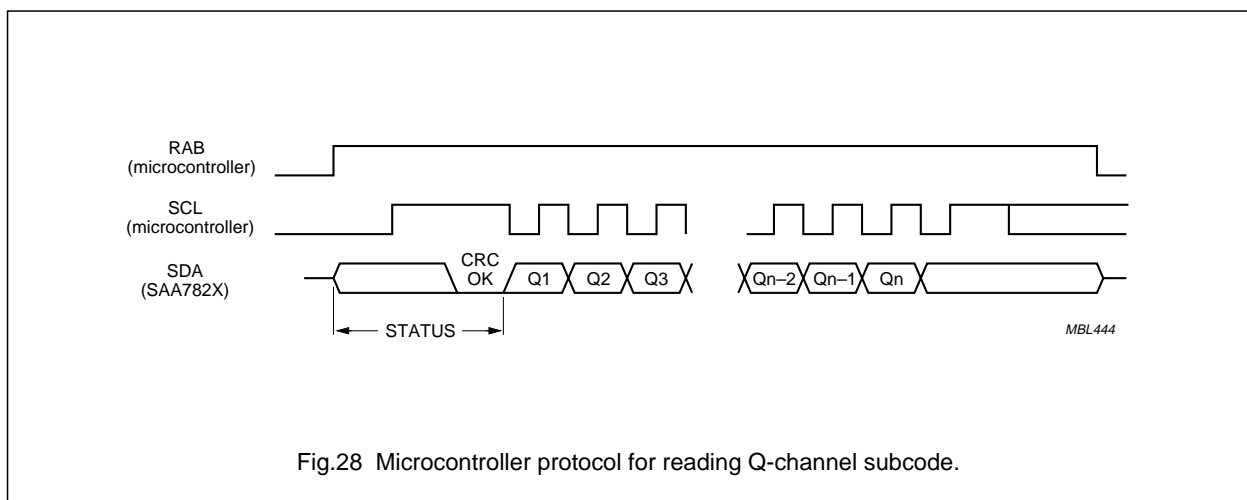 RAB
(microcontroller)
SCL
(microcontroller)
SDA
(SAA782X)
CRC
OK
Q1
Q2
Q3
Qn–2
Qn–1
Qn
STATUS
MBL444
Fig.28 Microcontroller protocol for reading Q-channel subcode.